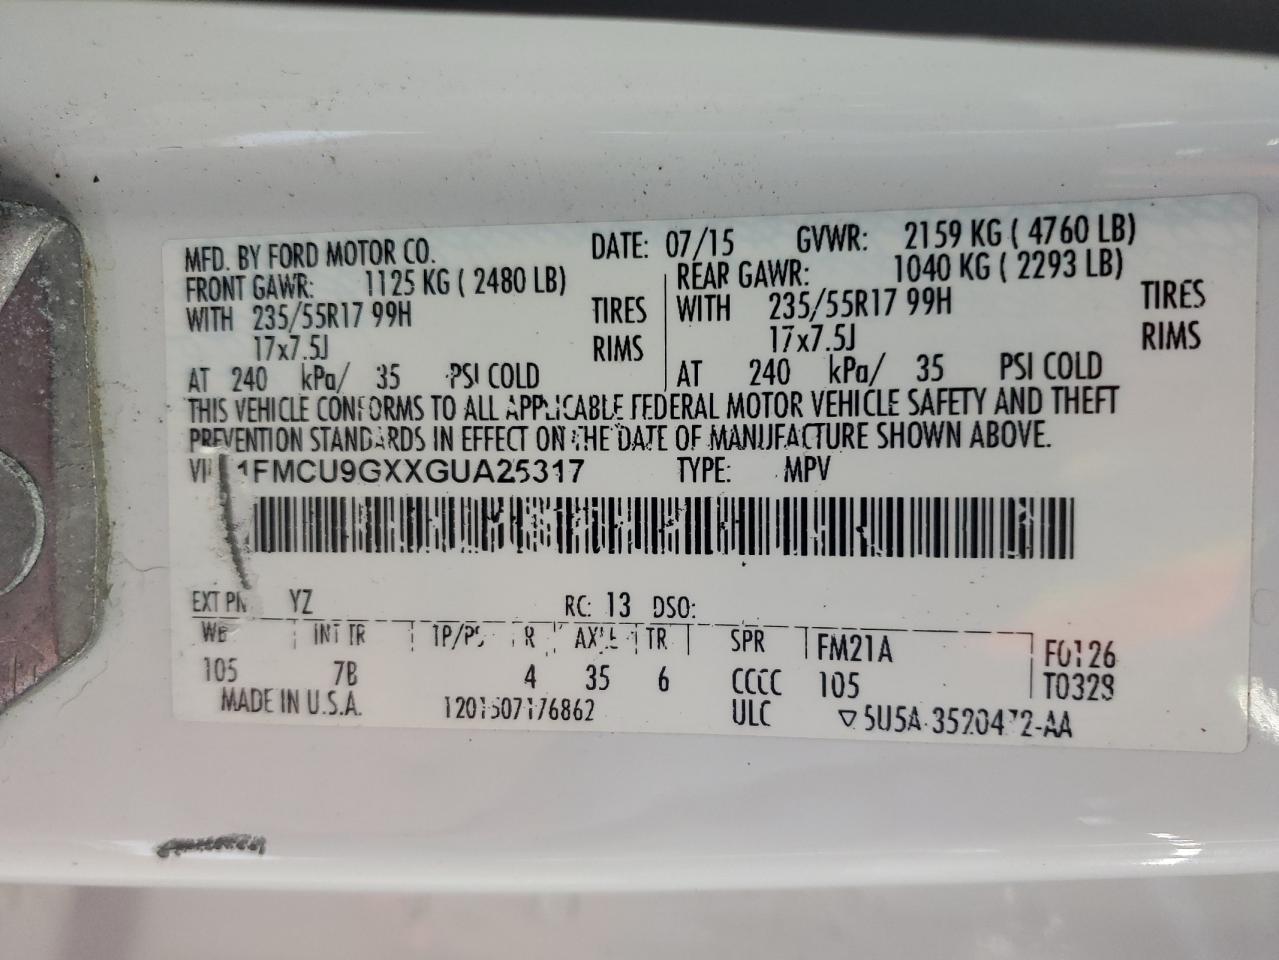 MFD. BY FORD MOTOR CO. DATE: 07/15 GVWR: 2159 KG ( 4760 LB)
FRONT GAWR: 1125 KG ( 2480 LB) REAR GAWR: 1040 KG ( 2293 LB)
WITH 235/55R17 99H TIRES WITH 235/55R17 99H TIRES
17x7.5J RIMS 17x7.5J RIMS
AT 240 kPa/ 35 PSI COLD AT 240 kPa/ 35 PSI COLD
THIS VEHICLE CONFORMS TO ALL APPLICABLE FEDERAL MOTOR VEHICLE SAFETY AND THEFT
PREVENTION STANDARDS IN EFFECT ON THE DATE OF MANUFACTURE SHOWN ABOVE.
1FMCU9GXXGUA25317 TYPE: MPV
EXT PN YZ RC: 13 DSO:
WB INT TR TP/PS R AXLE TR SPR FM21A F0126
105 7B 4 35 6 CCCC 105 T0329
MADE IN U.S.A. 1201507176862 ULC ▽5U5A-3520472-AA